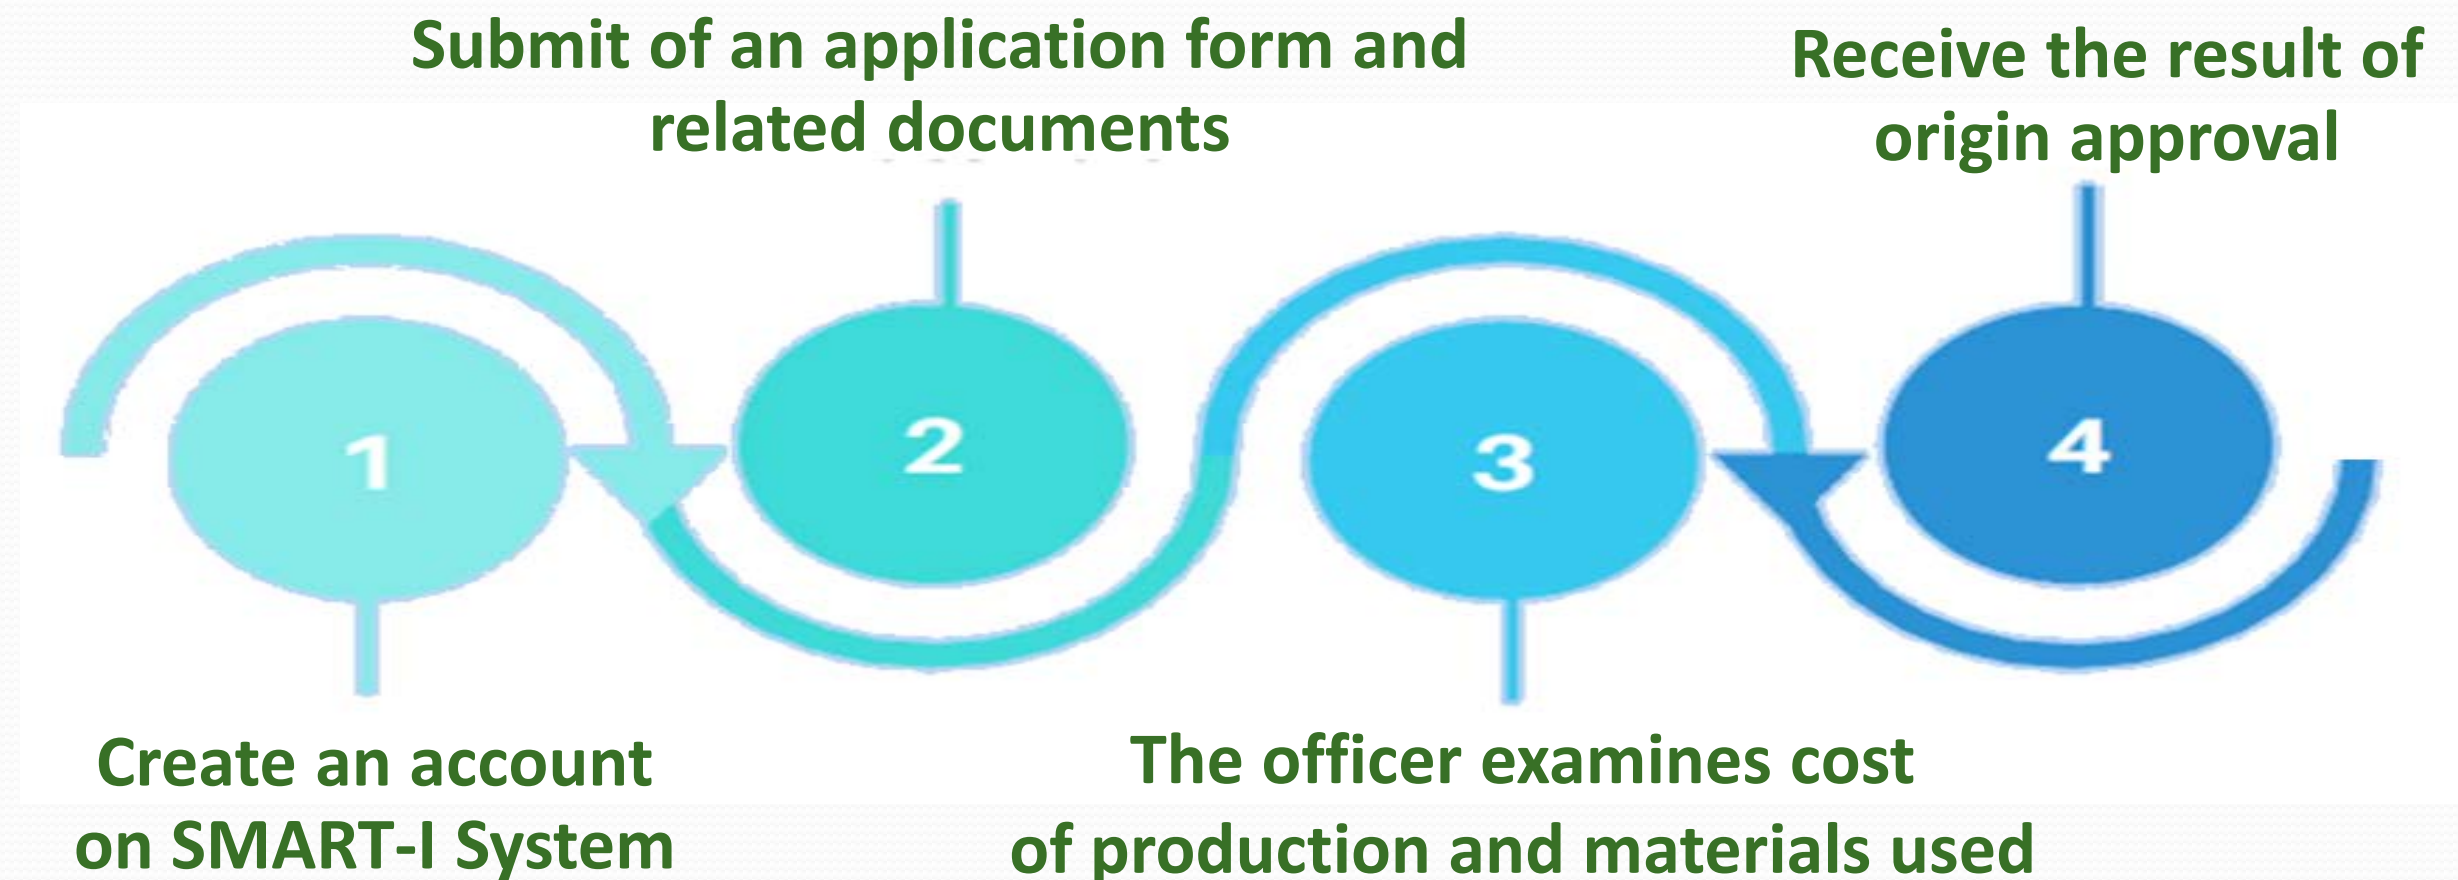 Submit of an application form and
related documents
Receive the result of
origin approval
1
2
3
4
Create an account
on SMART-I System
The officer examines cost
of production and materials used